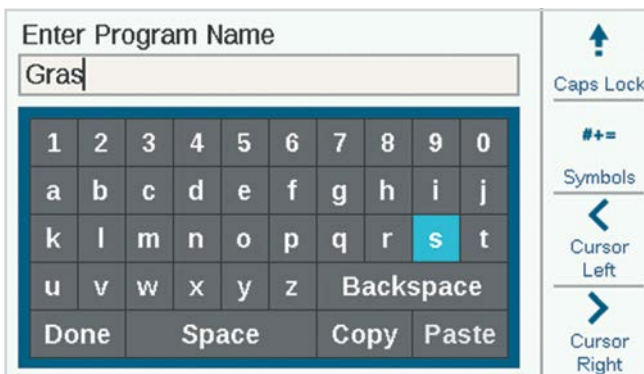 Enter Program Name
Gras
1 2 3 4 5 6 7 8 9 0
a b c d e f g h i j
k l m n o p q r s t
u v w x y z Backspace
Done Space Copy Paste
Caps Lock
#+=
Symbols
Cursor
Left
Cursor
Right